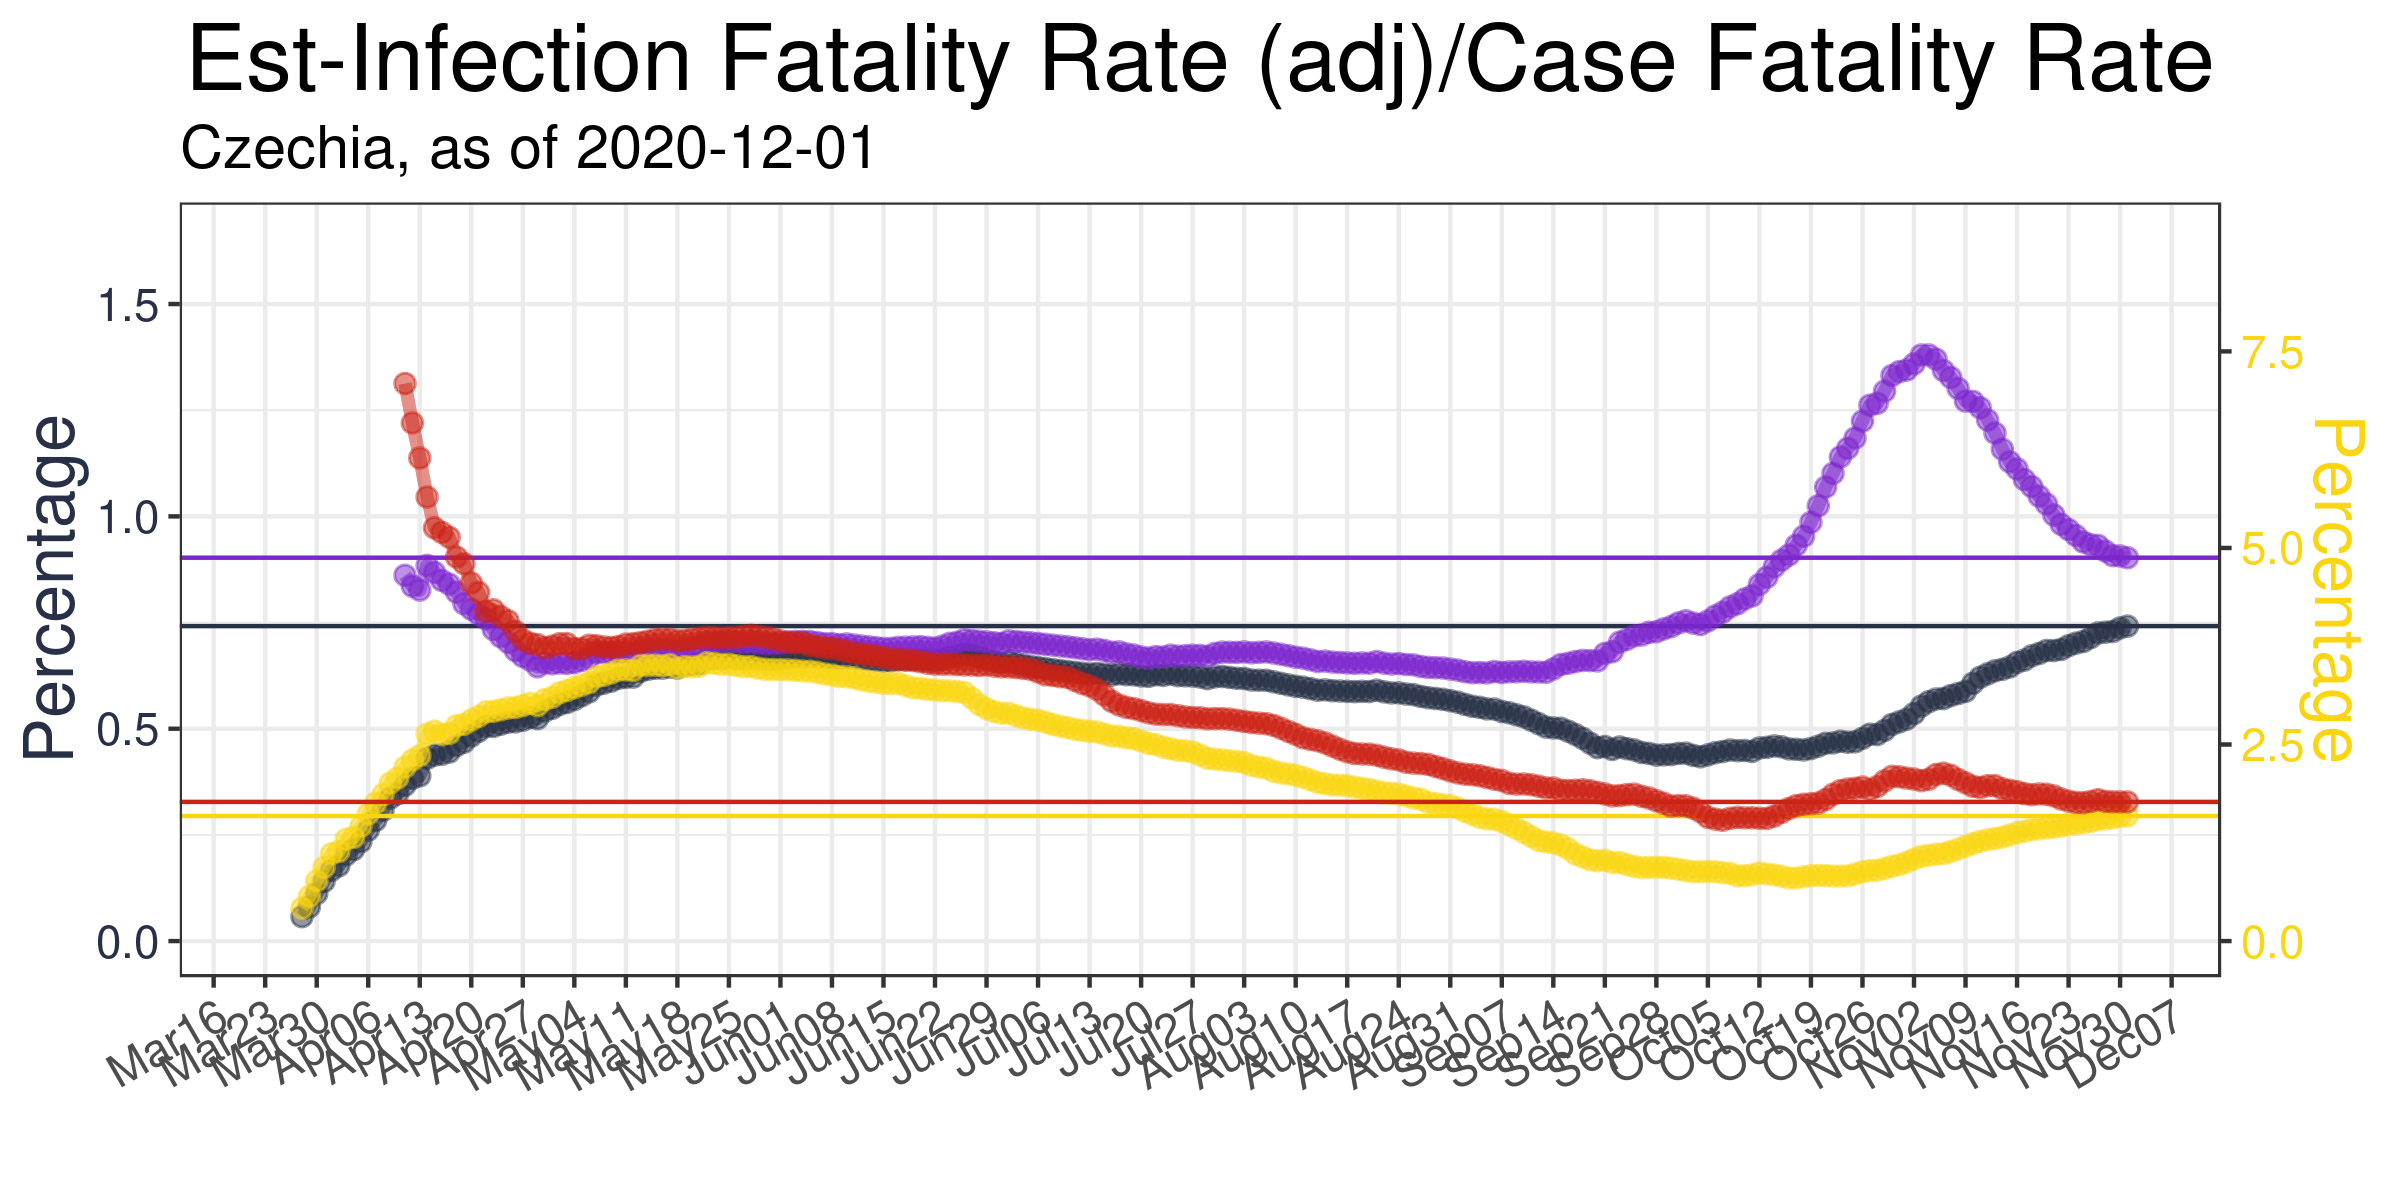 Est-Infection Fatality Rate (adj)/Case Fatality Rate
Czechia, as of 2020-12-01
Percentage
1.5
1.0
0.5
0.0
7.5
5.0
2.5
0.0
Percentage
Mar16 Mar23 Mar30 Apr06 Apr13 Apr20 Apr27 May04 May11 May18 May25 Jun01 Jun08 Jun15 Jun22 Jun29 Jul06 Jul13 Jul20 Jul27 Aug03 Aug10 Aug17 Aug24 Aug31 Sep07 Sep14 Sep21 Sep28 Oct05 Oct12 Oct19 Oct26 Nov02 Nov09 Nov16 Nov23 Nov30 Dec07